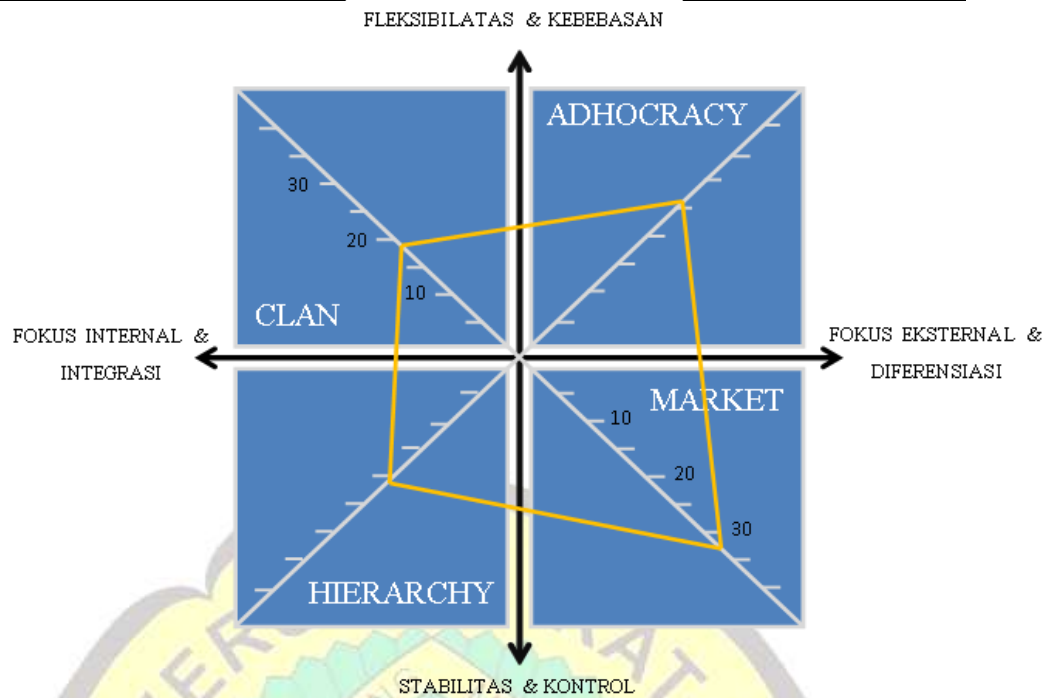 FLEKSIBILATAS & KEBEBASAN
ADHOCRACY
30
20
10
CLAN
FOKUS INTERNAL &
INTEGRASI
FOKUS EKSTERNAL &
DIFERENSIASI
MARKET
10
20
30
HIERARCHY
STABILITAS & KONTROL